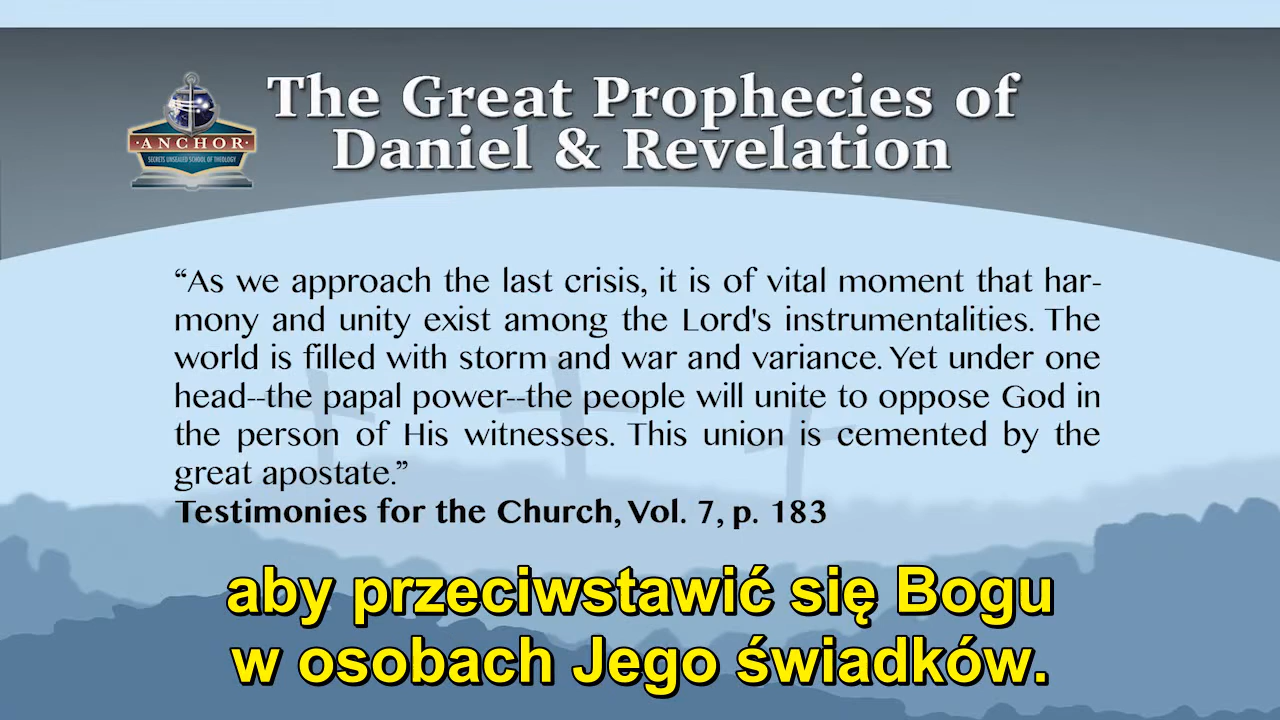 The Great Prophecies of
Daniel & Revelation
·ANCHOR·
SECRETS UNSEALED SCHOOL OF THEOLOGY
“As we approach the last crisis, it is of vital moment that har-
mony and unity exist among the Lord's instrumentalities. The
world is filled with storm and war and variance. Yet under one
head--the papal power--the people will unite to oppose God in
the person of His witnesses. This union is cemented by the
great apostate.”
Testimonies for the Church, Vol. 7, p. 183
aby przeciwstawić się Bogu
w osobach Jego świadków.